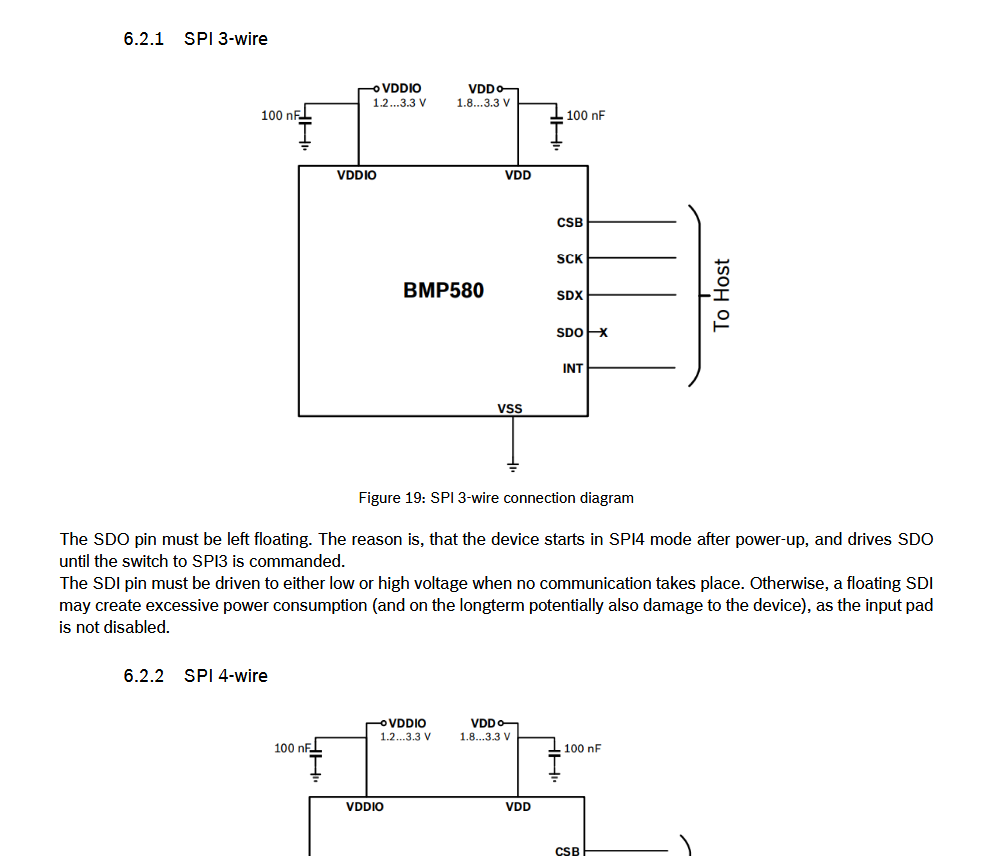 6.2.1 SPI 3-wire
VDDIO
1.2...3.3 V
VDD
1.8...3.3 V
100 nF
100 nF
VDDIO
VDD
CSB
SCK
BMP580
SDX
SDO
INT
To Host
VSS
Figure 19: SPI 3-wire connection diagram
The SDO pin must be left floating. The reason is, that the device starts in SPI4 mode after power-up, and drives SDO
until the switch to SPI3 is commanded.
The SDI pin must be driven to either low or high voltage when no communication takes place. Otherwise, a floating SDI
may create excessive power consumption (and on the longterm potentially also damage to the device), as the input pad
is not disabled.
6.2.2 SPI 4-wire
VDDIO
1.2...3.3 V
VDD
1.8...3.3 V
100 nF
100 nF
VDDIO
VDD
CSB